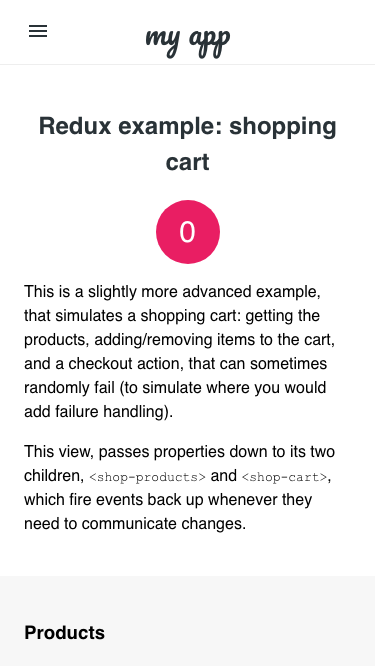 my app
Redux example: shopping
cart
0
This is a slightly more advanced example,
that simulates a shopping cart: getting the
products, adding/removing items to the cart,
and a checkout action, that can sometimes
randomly fail (to simulate where you would
add failure handling).
This view, passes properties down to its two
children, <shop-products> and <shop-cart>,
which fire events back up whenever they
need to communicate changes.
Products